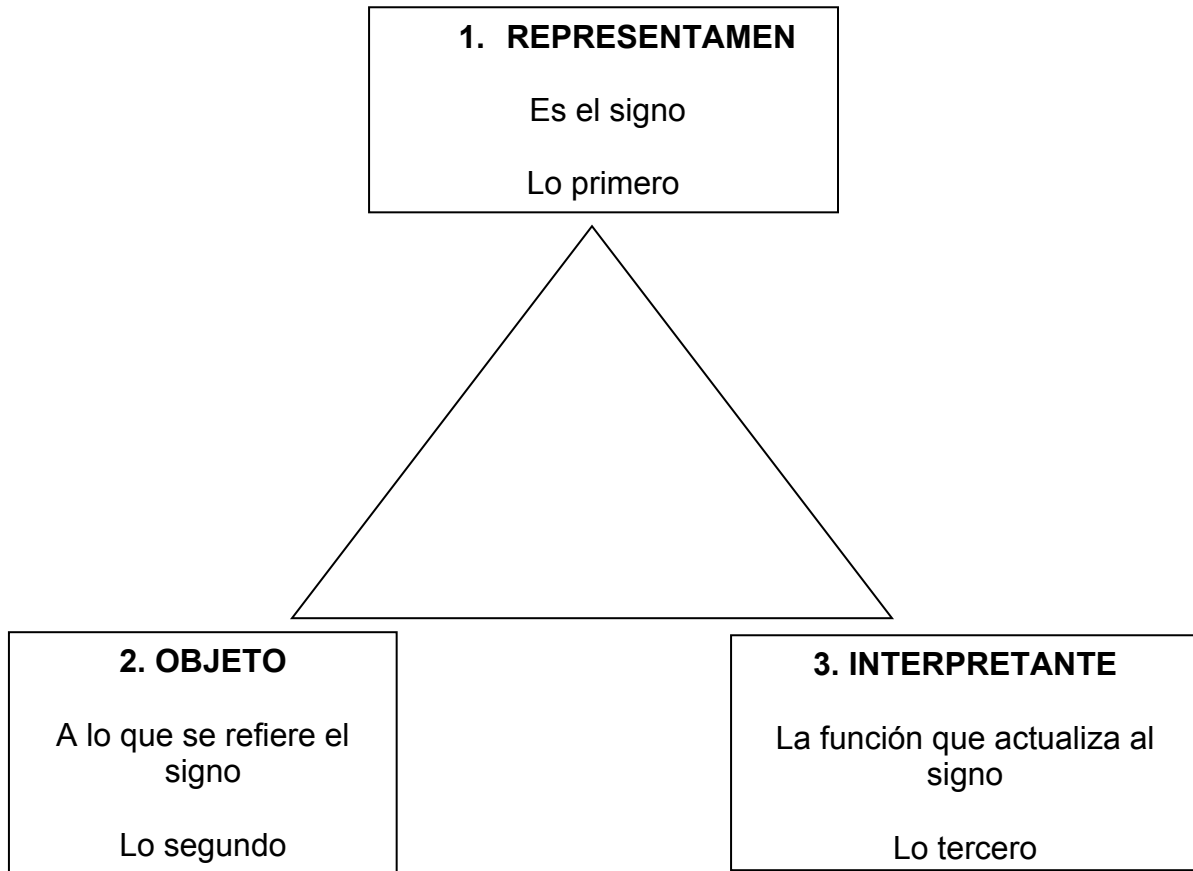 1. REPRESENTAMEN
Es el signo
Lo primero
2. OBJETO
A lo que se refiere el
signo
Lo segundo
3. INTERPRETANTE
La función que actualiza al
signo
Lo tercero